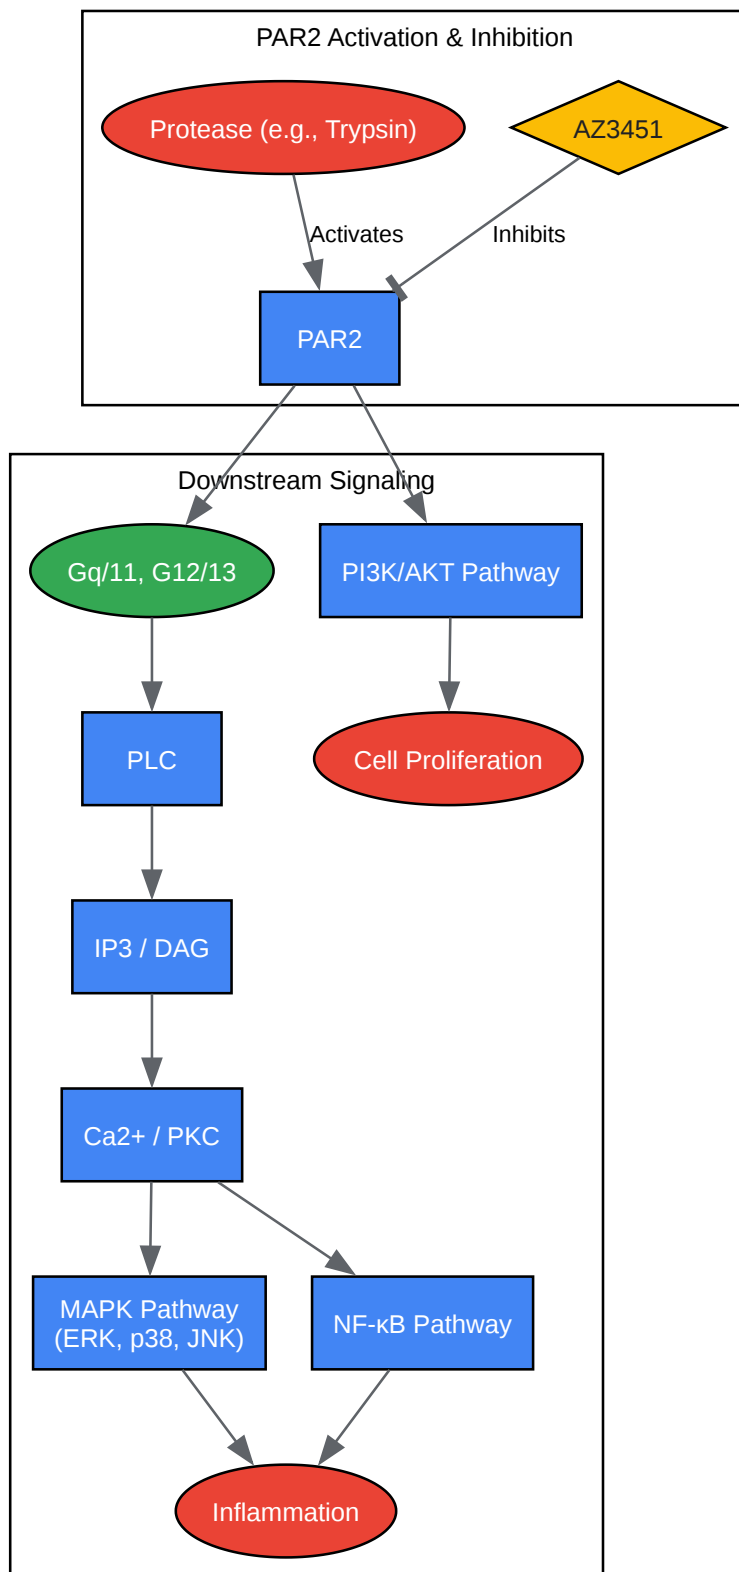 PAR2 Activation & Inhibition
Protease (e.g., Trypsin)
AZ3451
Activates
Inhibits
PAR2
Downstream Signaling
Gq/11, G12/13
PI3K/AKT Pathway
PLC
Cell Proliferation
IP3 / DAG
Ca2+ / PKC
MAPK Pathway
(ERK, p38, JNK)
NF-κB Pathway
Inflammation